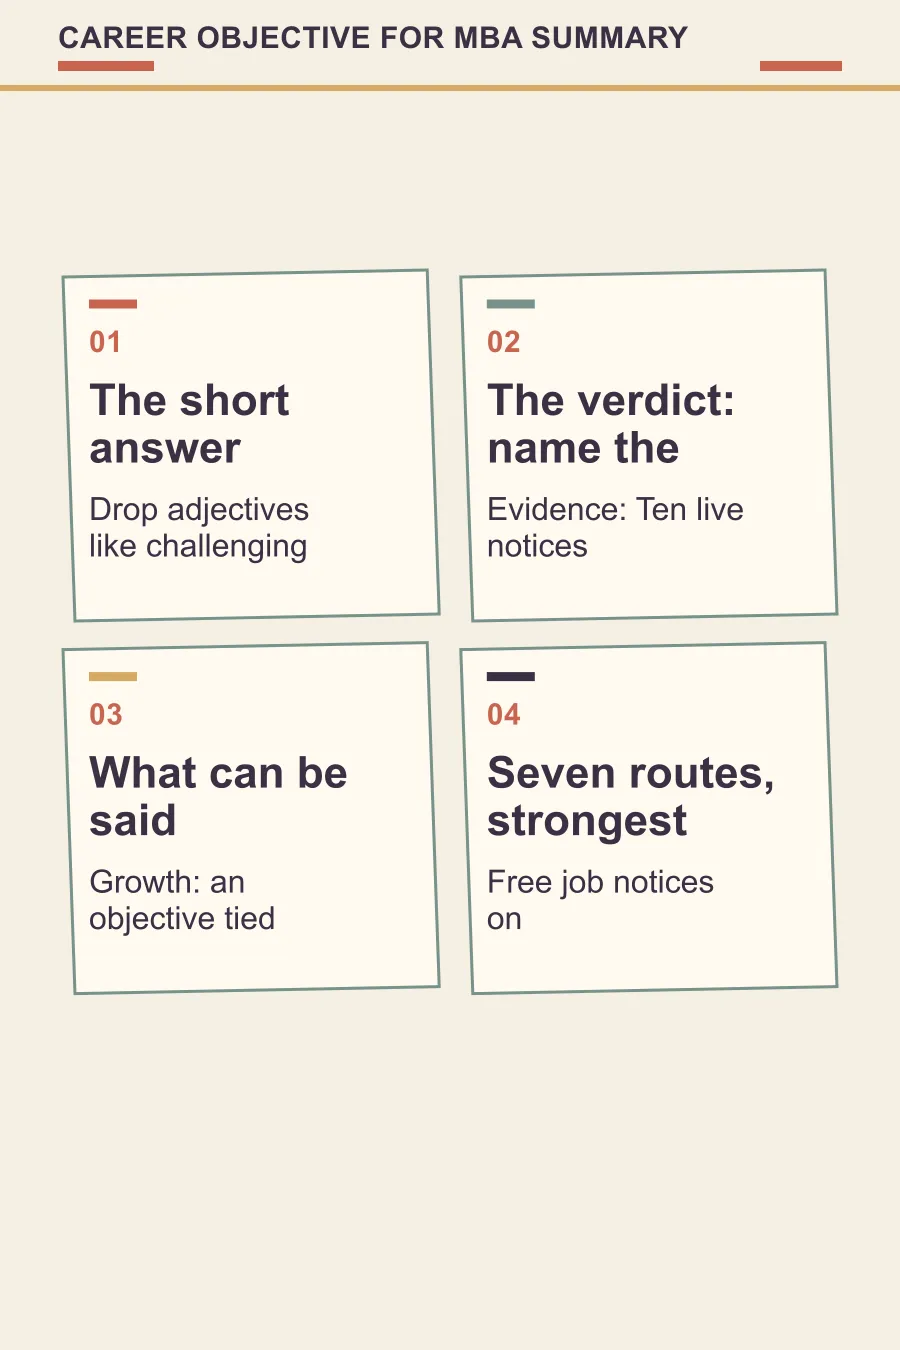 CAREER OBJECTIVE FOR MBA SUMMARY
01
The short
answer
Drop adjectives
like challenging
02
The verdict:
name the
Evidence: Ten live
notices
03
What can be
said
Growth: an
objective tied
04
Seven routes,
strongest
Free job notices
on